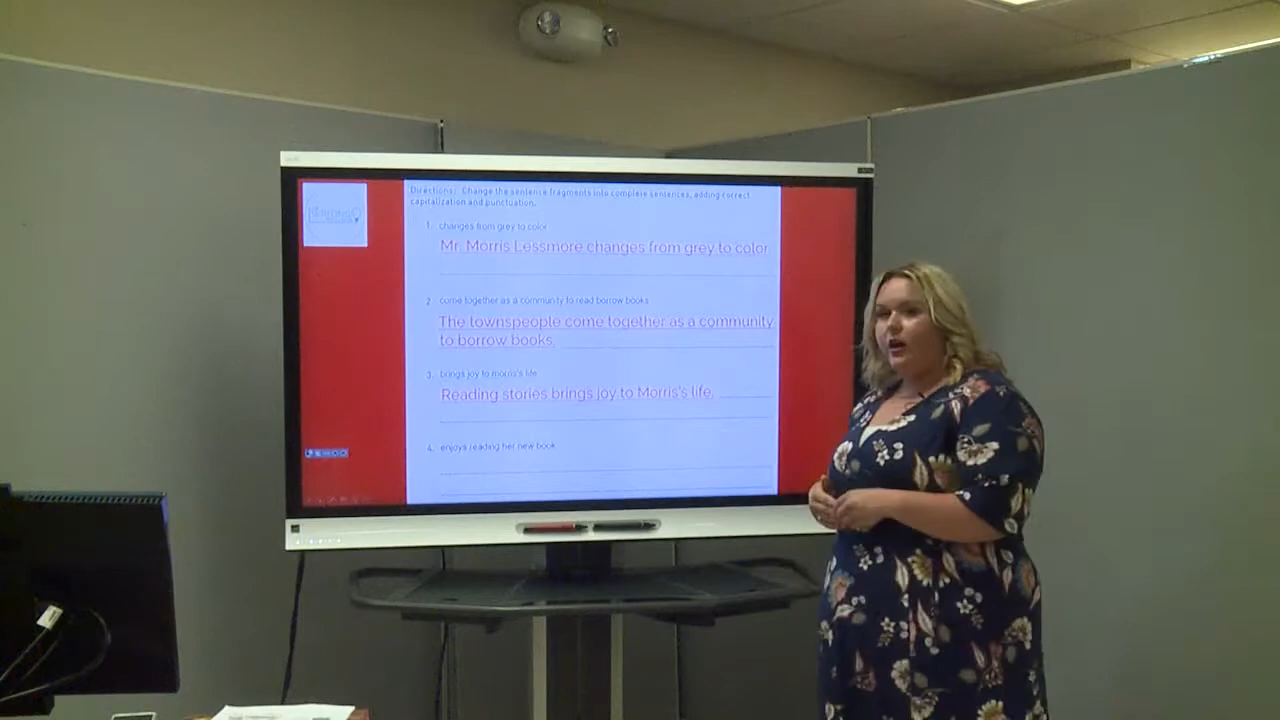 Directions: Change the sentence fragments into complete sentences, adding correct
capitalization and punctuation.
1. changes from grey to color
Mr. Morris Lessmore changes from grey to color
2. come together as a community to read borrow books
The townspeople come together as a community
to borrow books.
3. brings joy to morris's life
Reading stories brings joy to Morris's life.
4. enjoys reading her new book